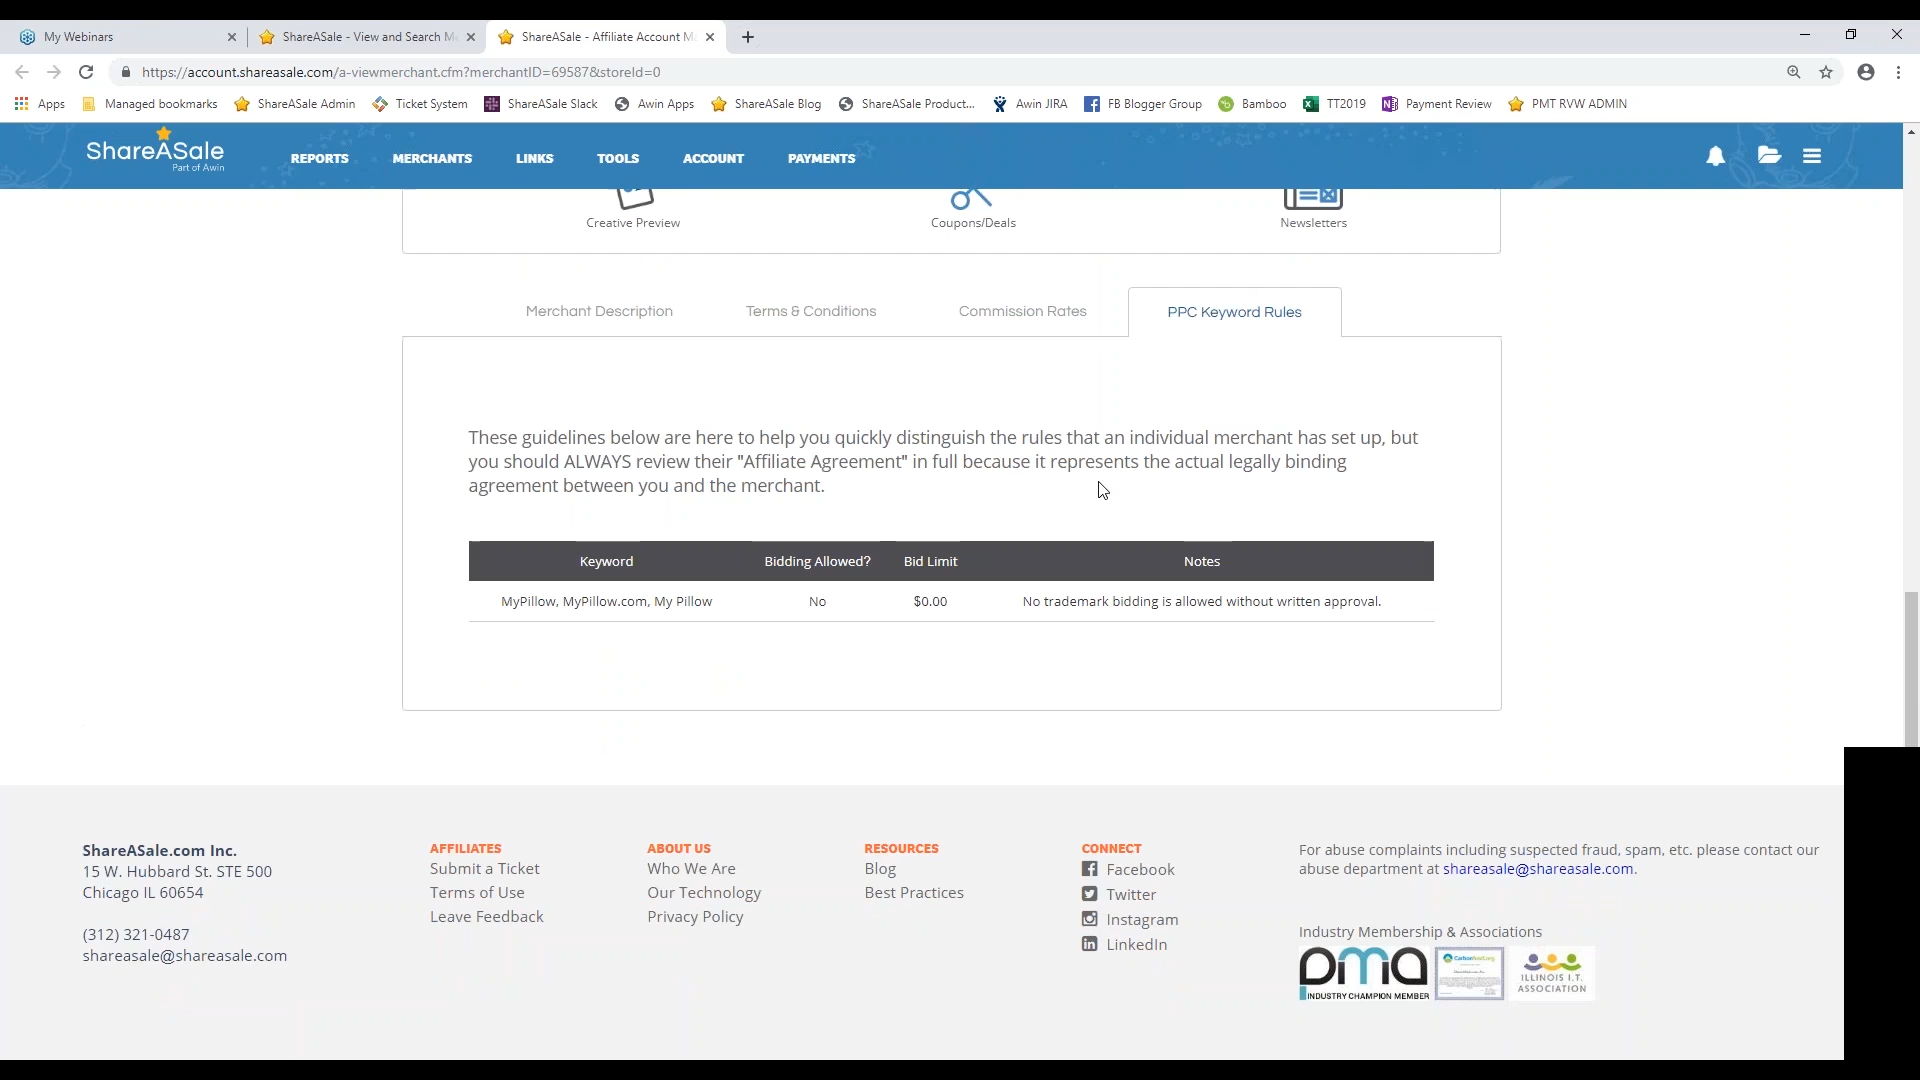 My Webinars
ShareASale - View and Search M
ShareASale - Affiliate Account M
https://account.shareasale.com/a-viewmerchant.cfm?merchantID=69587&storeId=0
Apps Managed bookmarks ShareASale Admin Ticket System ShareASale Slack Awin Apps ShareASale Blog ShareASale Product... Awin JIRA FB Blogger Group Bamboo TT2019 Payment Review PMT RVW ADMIN
ShareASale
Part of Awin
REPORTS MERCHANTS LINKS TOOLS ACCOUNT PAYMENTS
Creative Preview Coupons/Deals Newsletters
Merchant Description Terms & Conditions Commission Rates PPC Keyword Rules
These guidelines below are here to help you quickly distinguish the rules that an individual merchant has set up, but
you should ALWAYS review their "Affiliate Agreement" in full because it represents the actual legally binding
agreement between you and the merchant.
Keyword Bidding Allowed? Bid Limit Notes
MyPillow, MyPillow.com, My Pillow No $0.00 No trademark bidding is allowed without written approval.
ShareASale.com Inc.
15 W. Hubbard St. STE 500
Chicago IL 60654
(312) 321-0487
shareasale@shareasale.com
AFFILIATES
Submit a Ticket
Terms of Use
Leave Feedback
ABOUT US
Who We Are
Our Technology
Privacy Policy
RESOURCES
Blog
Best Practices
CONNECT
Facebook
Twitter
Instagram
LinkedIn
For abuse complaints including suspected fraud, spam, etc. please contact our
abuse department at shareasale@shareasale.com.
Industry Membership & Associations
DMA
INDUSTRY CHAMPION MEMBER
ILLINOIS I.T.
ASSOCIATION